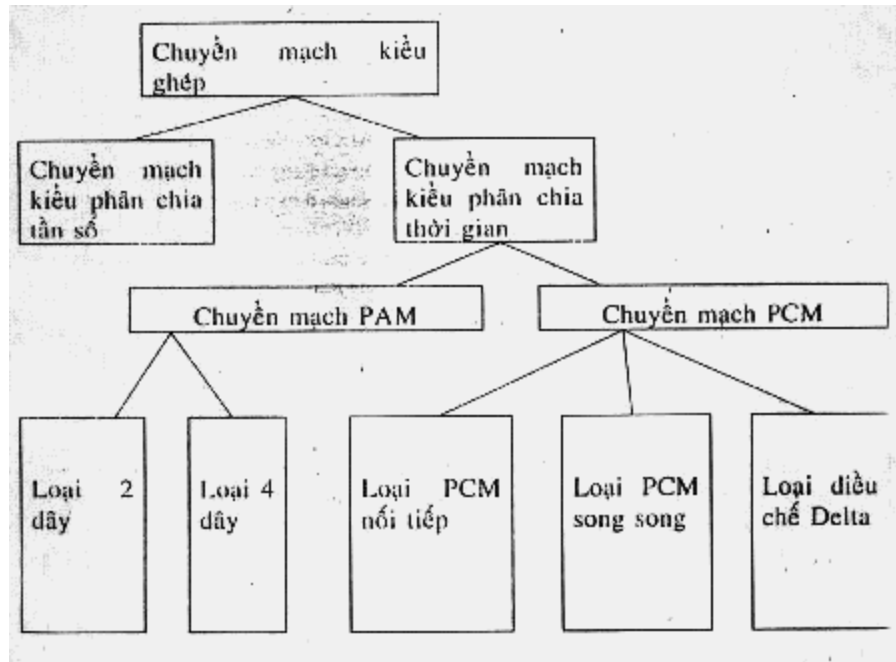 Chuyển mạch kiểu
ghép
Chuyển mạch
kiểu phân chia
tần số
Chuyển mạch
kiểu phân chia
thời gian
Chuyển mạch PAM
Chuyển mạch PCM
Loại 2
dây
Loại 4
dây
Loại PCM
nối tiếp
Loại PCM
song song
Loại diều
chế Delta